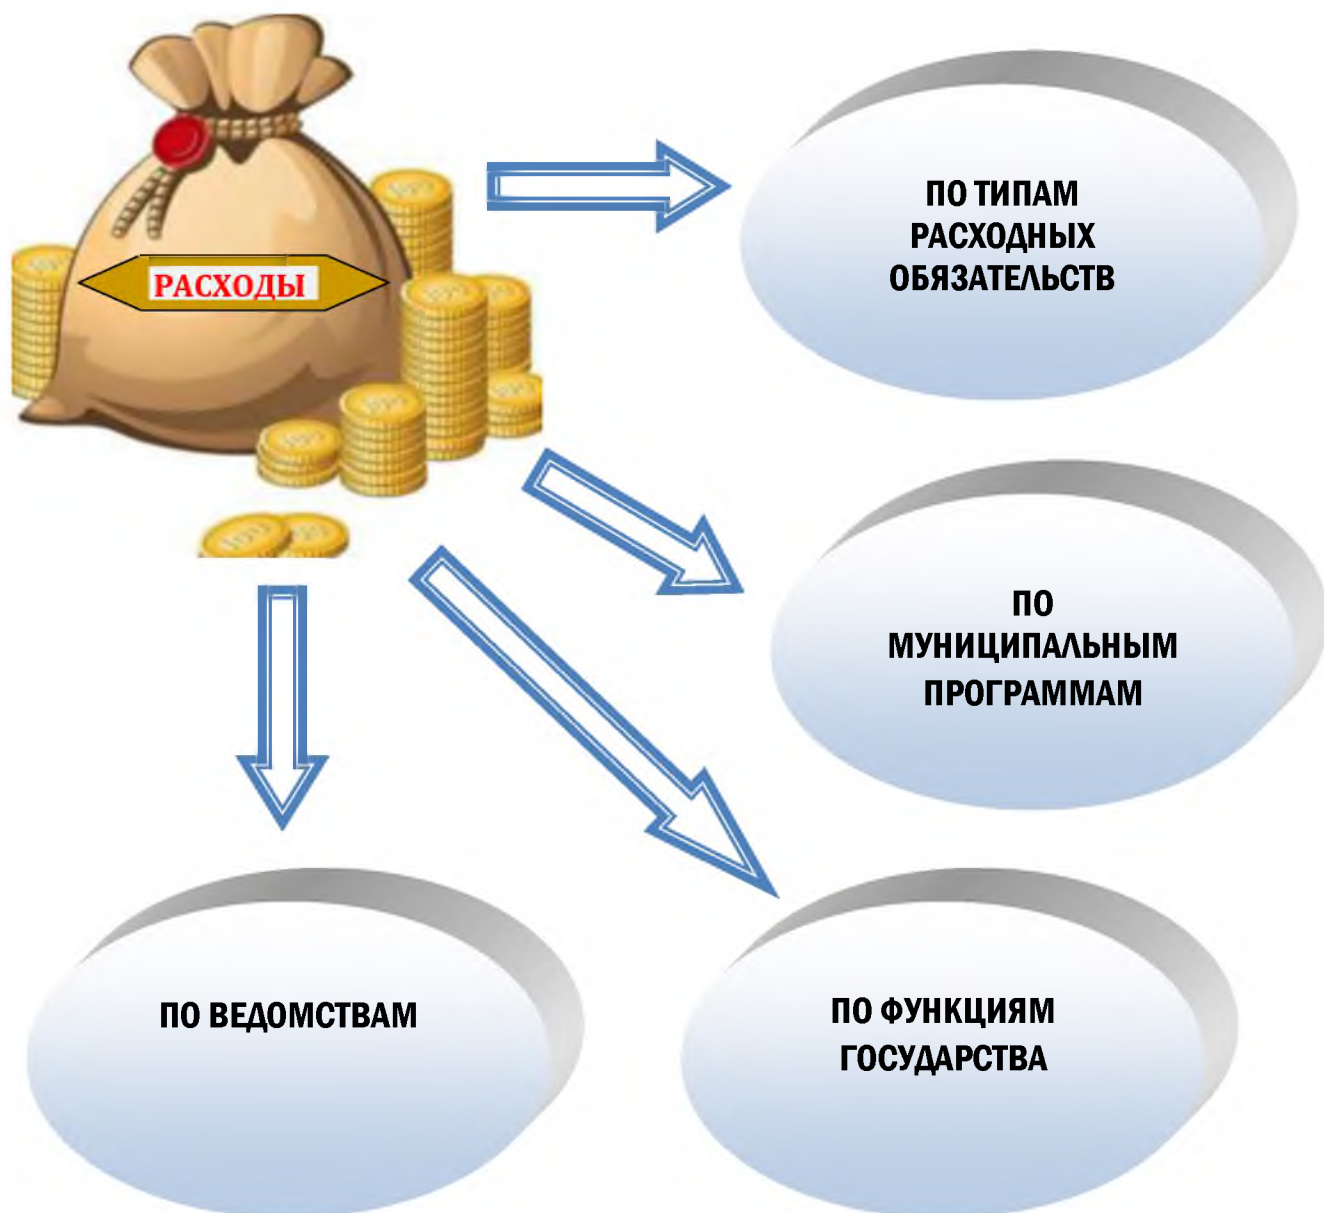 РАСХОДЫ
ПО ТИПАМ
РАСХОДНЫХ
ОБЯЗАТЕЛЬСТВ
ПО
МУНИЦИПАЛЬНЫМ
ПРОГРАММАМ
ПО ВЕДОМСТВАМ
ПО ФУНКЦИЯМ
ГОСУДАРСТВА